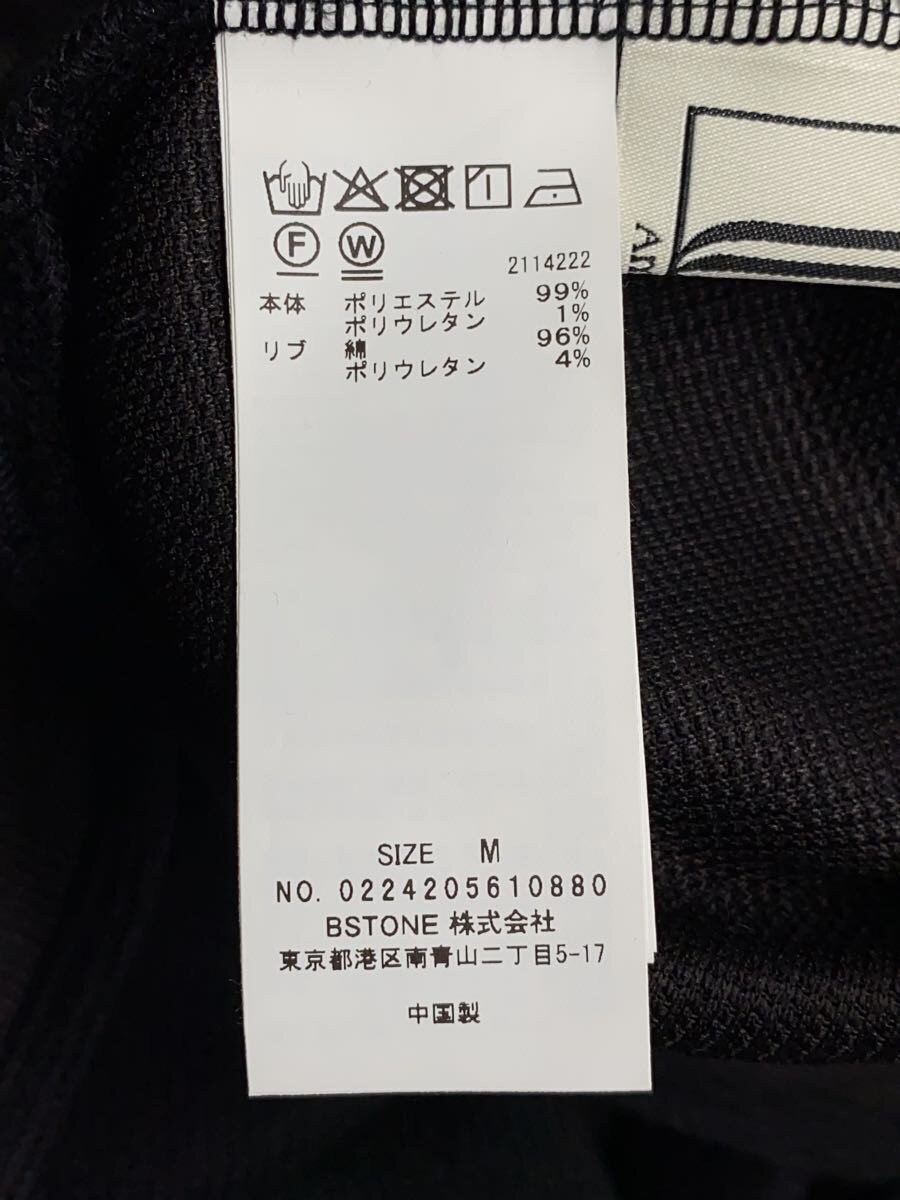 F W
2114222
本体 ポリエステル 99%
ポリウレタン 1%
リブ 綿 96%
ポリウレタン 4%
SIZE M
NO. 0224205610880
BSTONE 株式会社
東京都港区南青山二丁目5-17
中国製